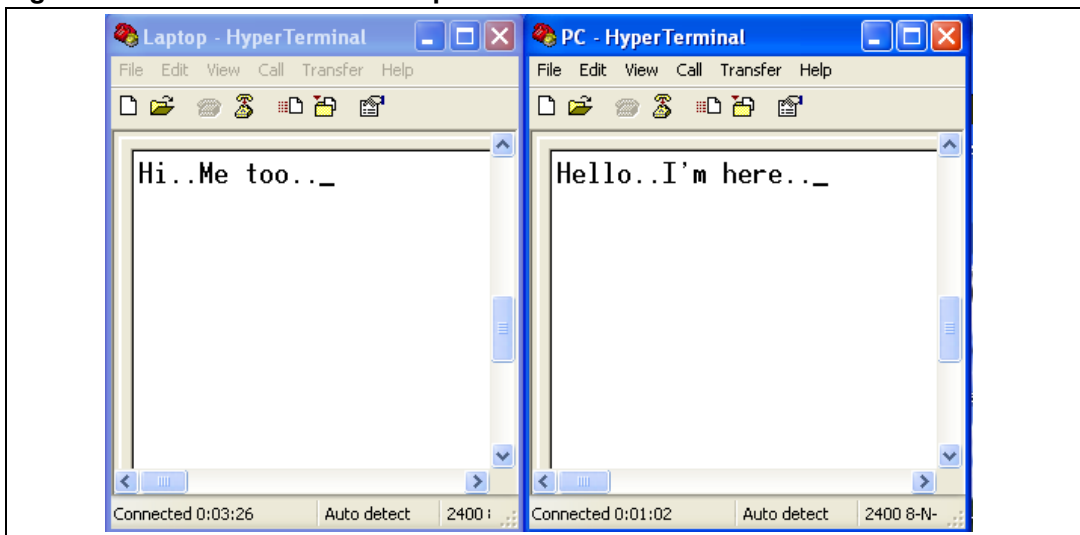 Laptop - HyperTerminal
File Edit View Call Transfer Help
Hi..Me too.._
Connected 0:03:26 Auto detect 2400
PC - HyperTerminal
File Edit View Call Transfer Help
Hello..I'm here.._
Connected 0:01:02 Auto detect 2400 8-N-